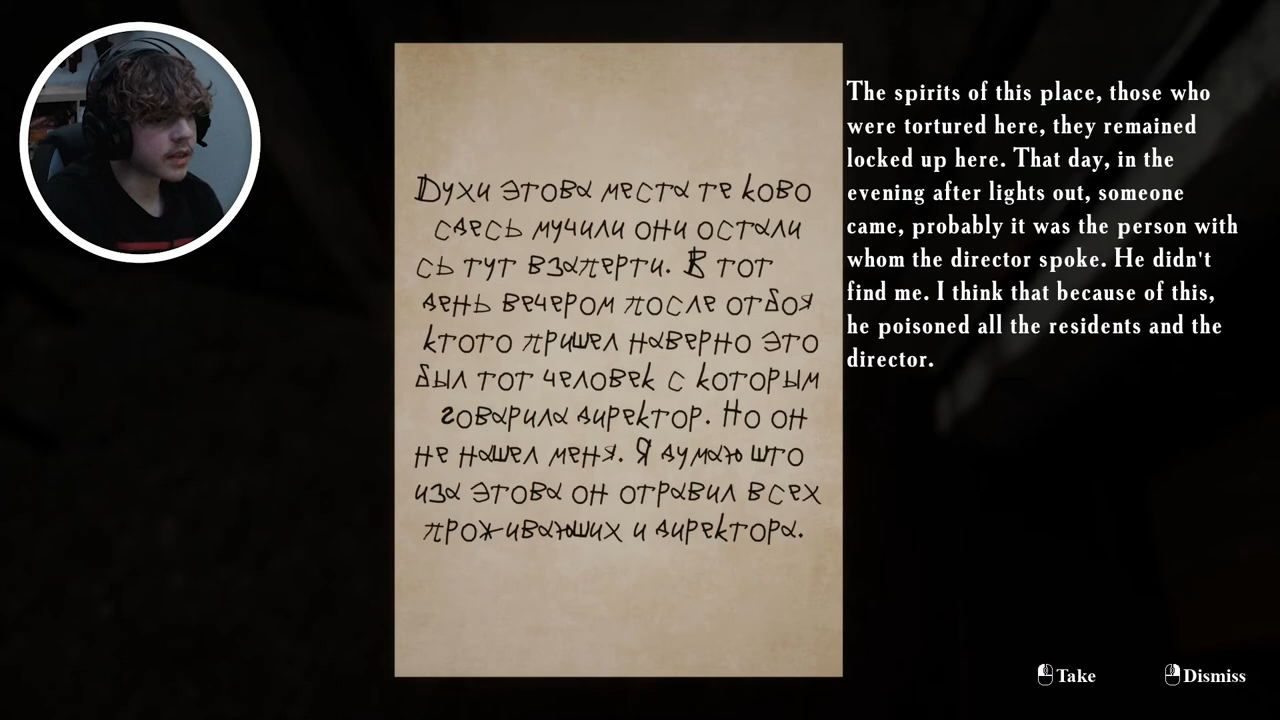 Духи этова места те ково
сдесь мучили они остали
сь тут взаперти. В тот
день вечером после отбоя
ктото пришел наверно это
был тот человек с которым
говарила директор. Но он
не нашел меня. Я думаю што
иза этова он отравил всех
проживаюших и директора.
The spirits of this place, those who
were tortured here, they remained
locked up here. That day, in the
evening after lights out, someone
came, probably it was the person with
whom the director spoke. He didn't
find me. I think that because of this,
he poisoned all the residents and the
director.
Take
Dismiss